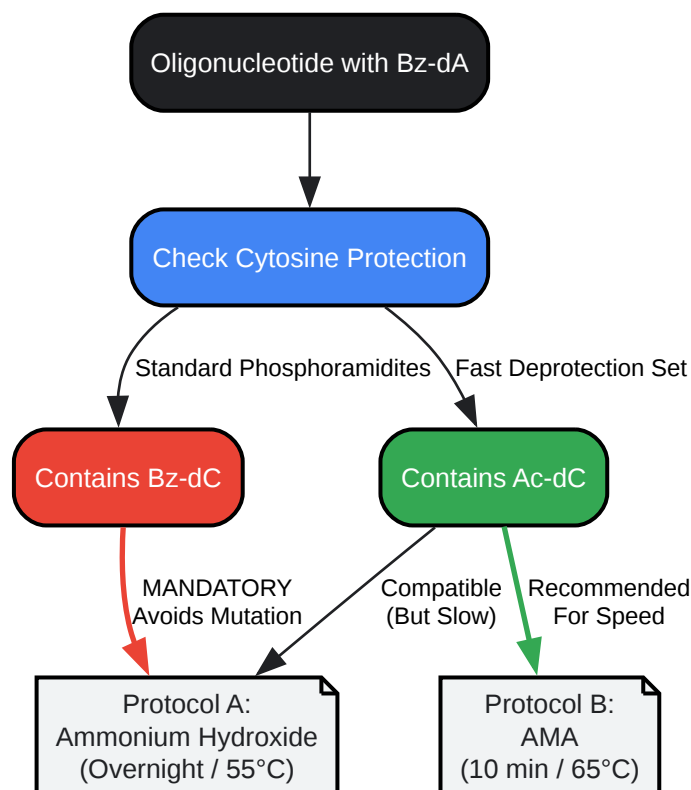 Oligonucleotide with Bz-dA
Check Cytosine Protection
Standard Phosphoramidites
Fast Deprotection Set
Contains Bz-dC
Contains Ac-dC
MANDATORY
Avoids Mutation
Compatible
(But Slow)
Recommended
For Speed
Protocol A:
Ammonium Hydroxide
(Overnight / 55°C)
Protocol B:
AMA
(10 min / 65°C)